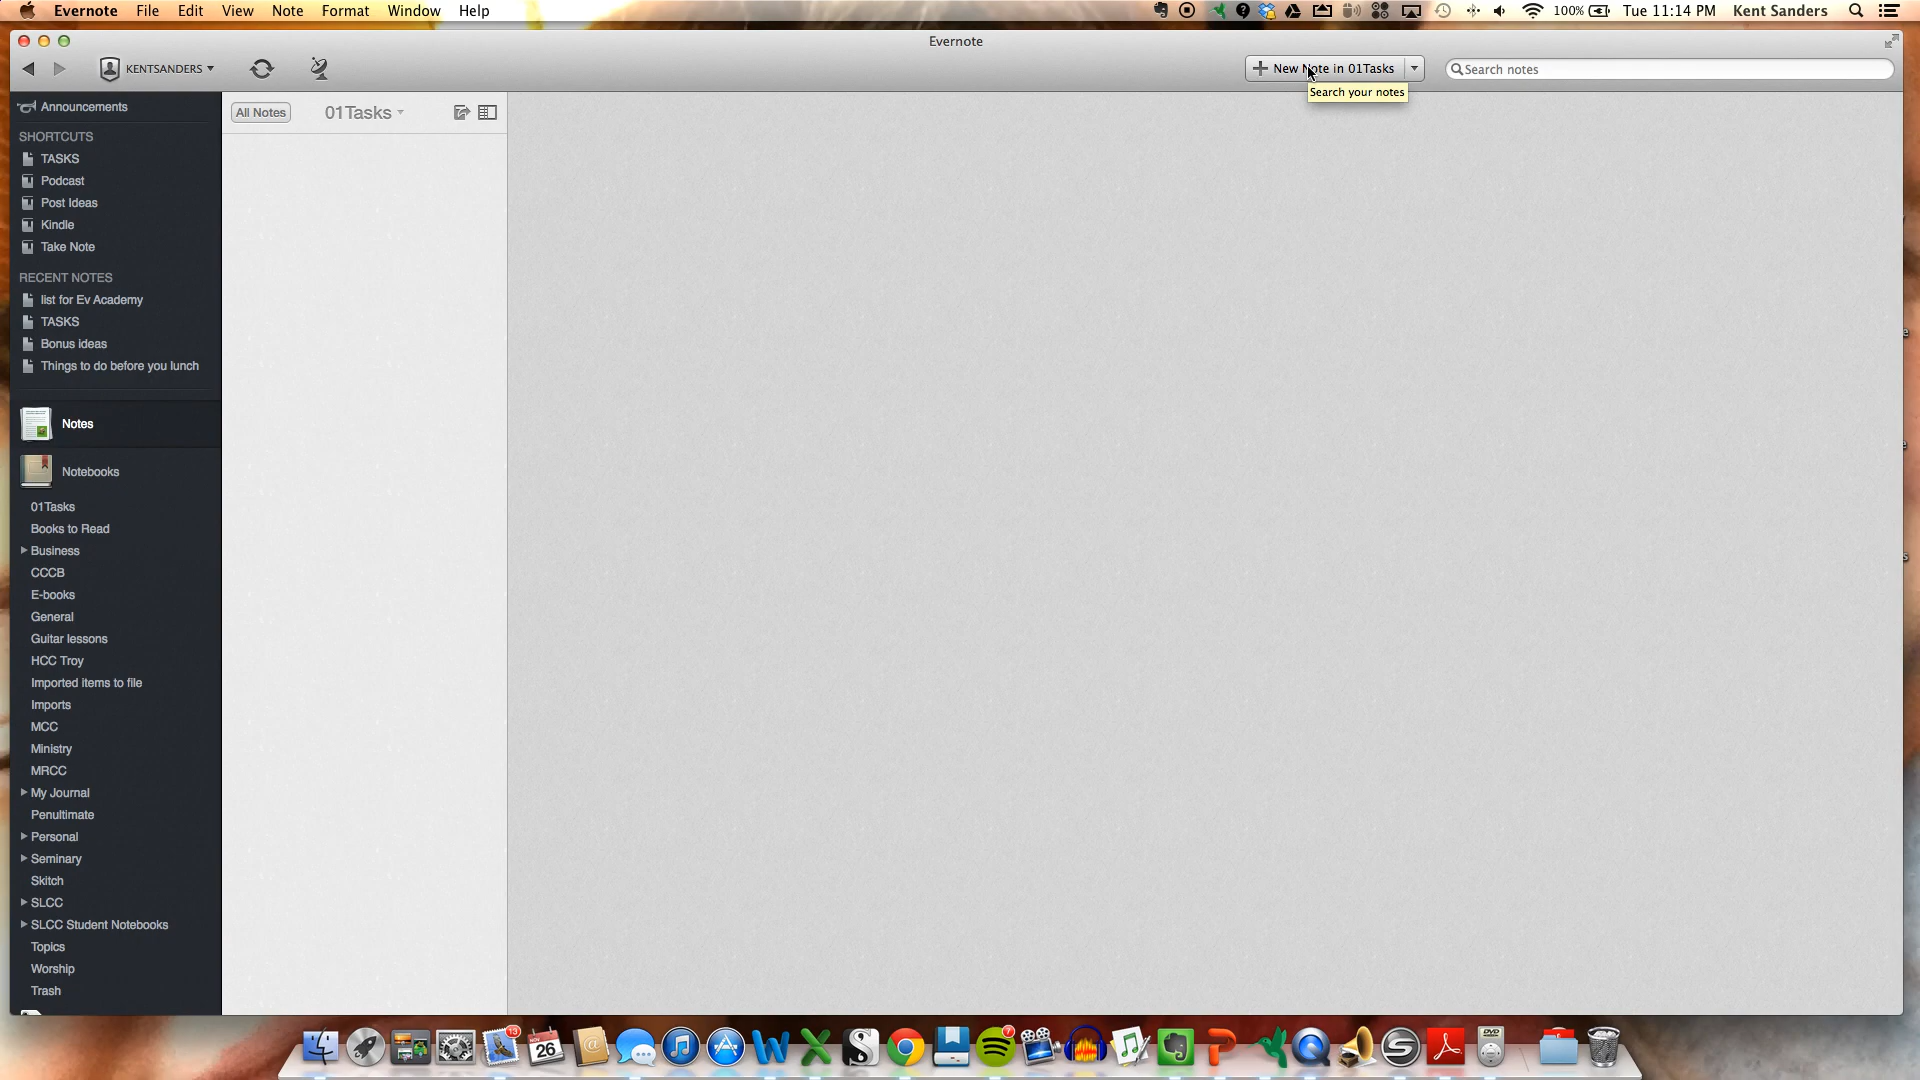 Evernote File Edit View Note Format Window Help 100% Tue 11:14 PM Kent Sanders
Evernote
KENTSANDERS New Note in 01Tasks Search notes
Search your notes
Announcements
All Notes 01Tasks
SHORTCUTS
TASKS
Podcast
Post Ideas
Kindle
Take Note
RECENT NOTES
list for Ev Academy
TASKS
Bonus ideas
Things to do before you lunch
Notes
Notebooks
01Tasks
Books to Read
Business
CCCB
E-books
General
Guitar lessons
HCC Troy
Imported items to file
Imports
MCC
Ministry
MRCC
My Journal
Penultimate
Personal
Seminary
Skitch
SLCC
SLCC Student Notebooks
Topics
Worship
Trash
13
NOV
26